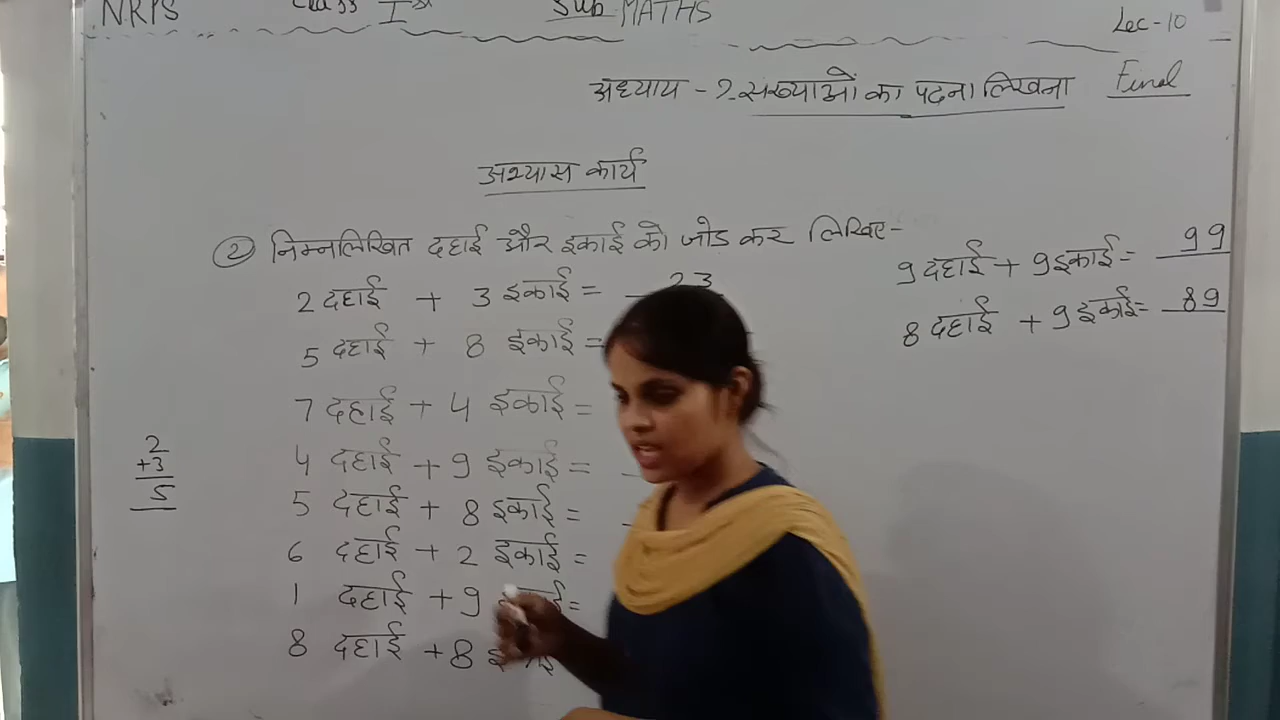 NRPS Class Ist Sub MATHS
Lec-10
अध्याय - 2 सख्याओं का पढना लिखना Final
अभ्यास कार्य
② निम्नलिखित दहाई और इकाई को जोड कर लिखिए-
2 दहाई + 3 इकाई = 23
5 दहाई + 8 इकाई =
7 दहाई + 4 इकाई =
4 दहाई + 9 इकाई =
5 दहाई + 8 इकाई =
6 दहाई + 2 इकाई =
1 दहाई + 9 =
8 दहाई + 8
9 दहाई + 9 इकाई = 99
8 दहाई + 9 इकाई = 89
2
+3
5